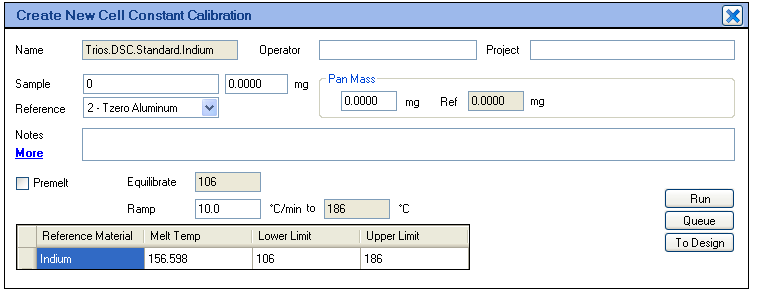 Create New Cell Constant Calibration
Name Trios.DSC.Standard.Indium Operator Project
Sample 0 0.0000 mg Pan Mass
0.0000 mg Ref 0.0000 mg
Reference 2 - Tzero Aluminum
Notes
More
Premelt Equilibrate 106
Ramp 10.0 °C/min to 186 °C
Run
Queue
To Design
Reference Material Melt Temp Lower Limit Upper Limit
Indium 156.598 106 186